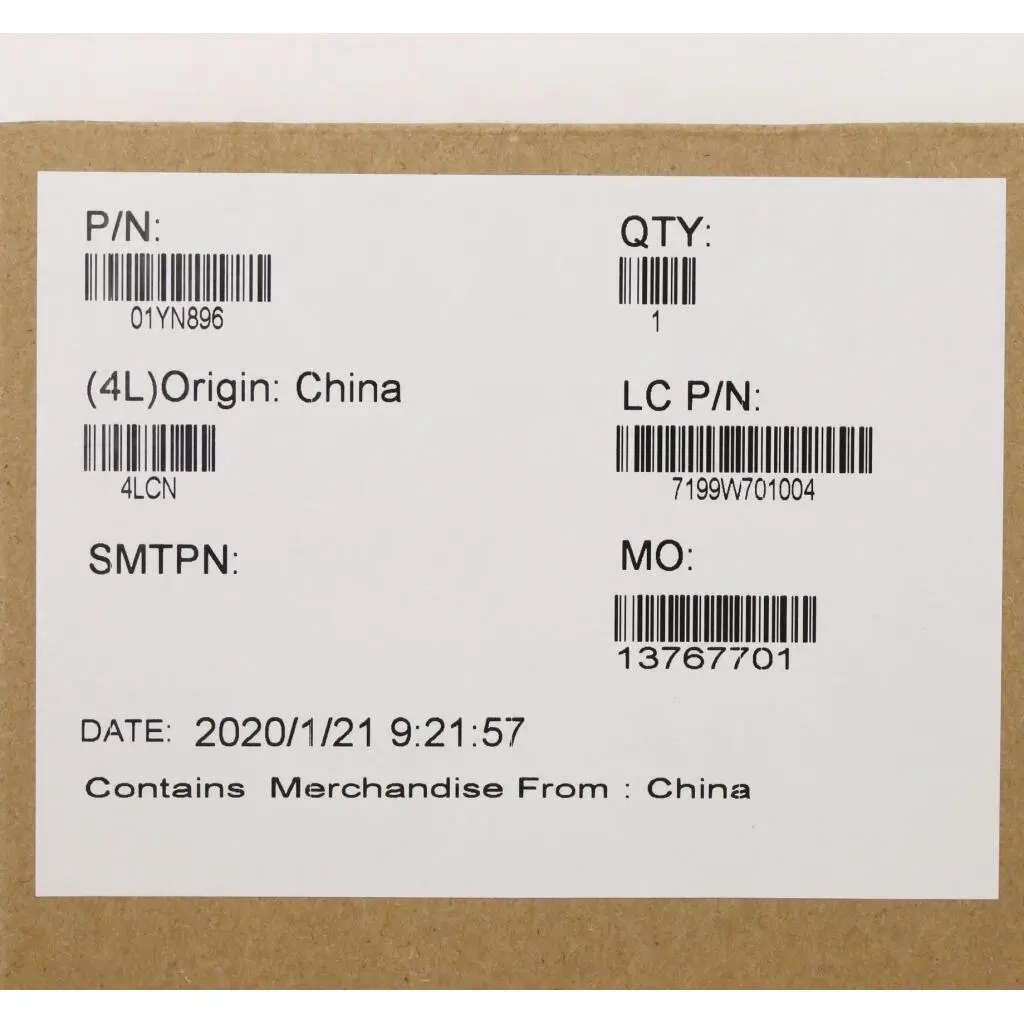 P/N:
01YN896
QTY:
1
(4L)Origin: China
4LCN
LC P/N:
7199W701004
SMTPN:
MO:
13767701
DATE: 2020/1/21 9:21:57
Contains Merchandise From : China